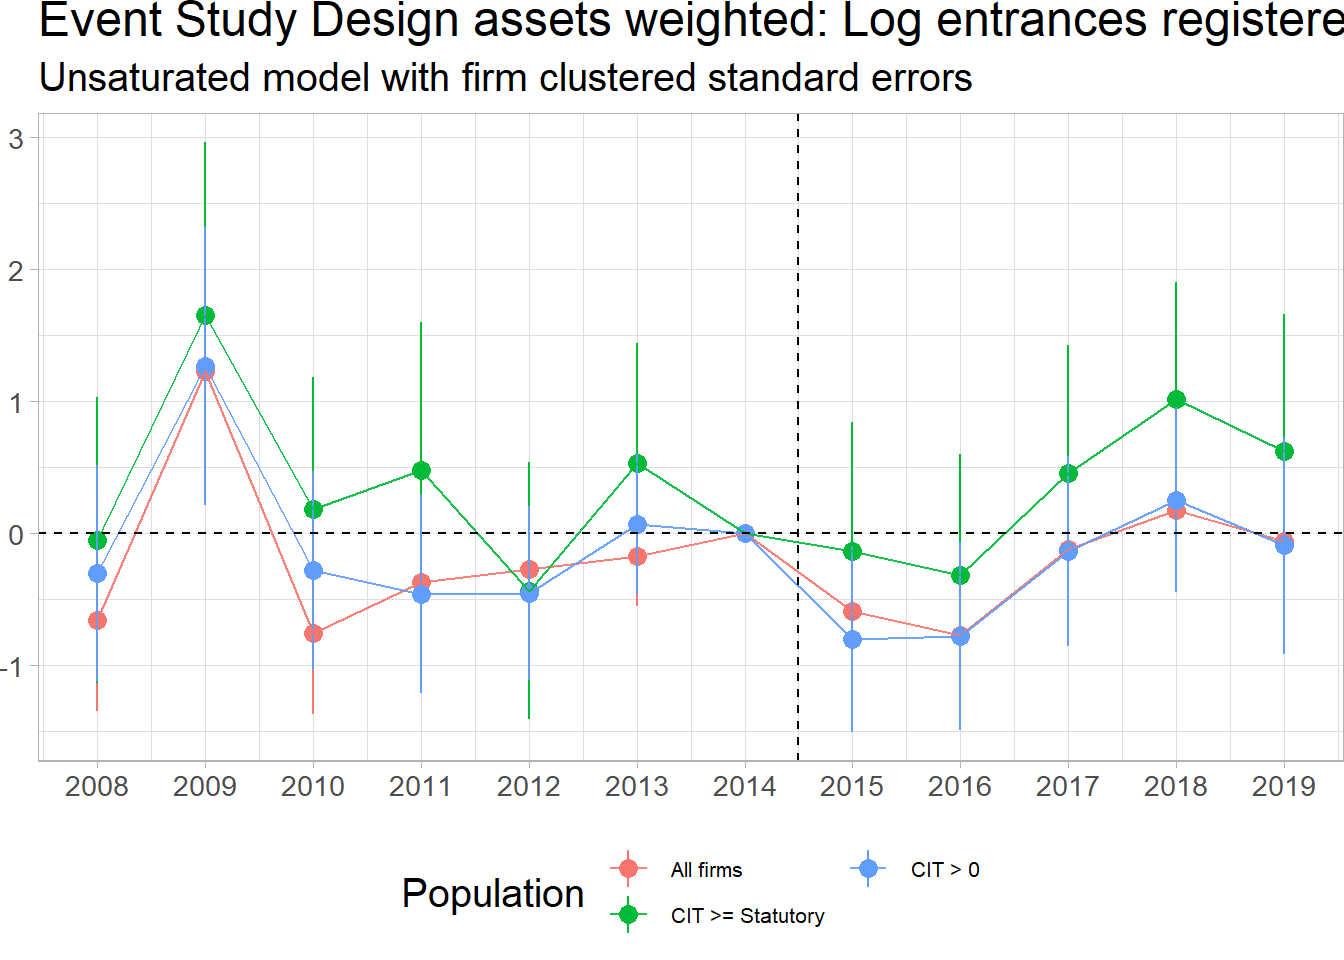 Event Study Design assets weighted: Log entrances registere
Unsaturated model with firm clustered standard errors
3
2
1
0
-1
2008 2009 2010 2011 2012 2013 2014 2015 2016 2017 2018 2019
Population
All firms
CIT > 0
CIT >= Statutory